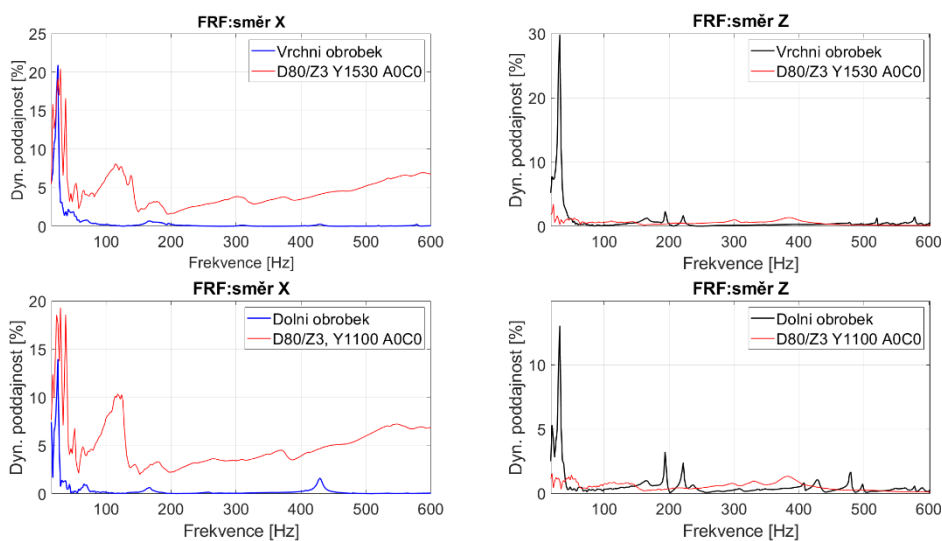 FRF:směr X
Dyn. poddajnost [%]
25
20
15
10
5
0
Vrchni obrobek
D80/Z3 Y1530 A0C0
100 200 300 400 500 600
Frekvence [Hz]
FRF:směr Z
Dyn. poddajnost [%]
30
20
10
0
Vrchni obrobek
D80/Z3 Y1530 A0C0
100 200 300 400 500 600
Frekvence [Hz]
FRF:směr X
Dyn. poddajnost [%]
20
15
10
5
0
Dolni obrobek
D80/Z3, Y1100 A0C0
100 200 300 400 500 600
Frekvence [Hz]
FRF:směr Z
Dyn. poddajnost [%]
10
5
0
Dolni obrobek
D80/Z3 Y1100 A0C0
100 200 300 400 500 600
Frekvence [Hz]